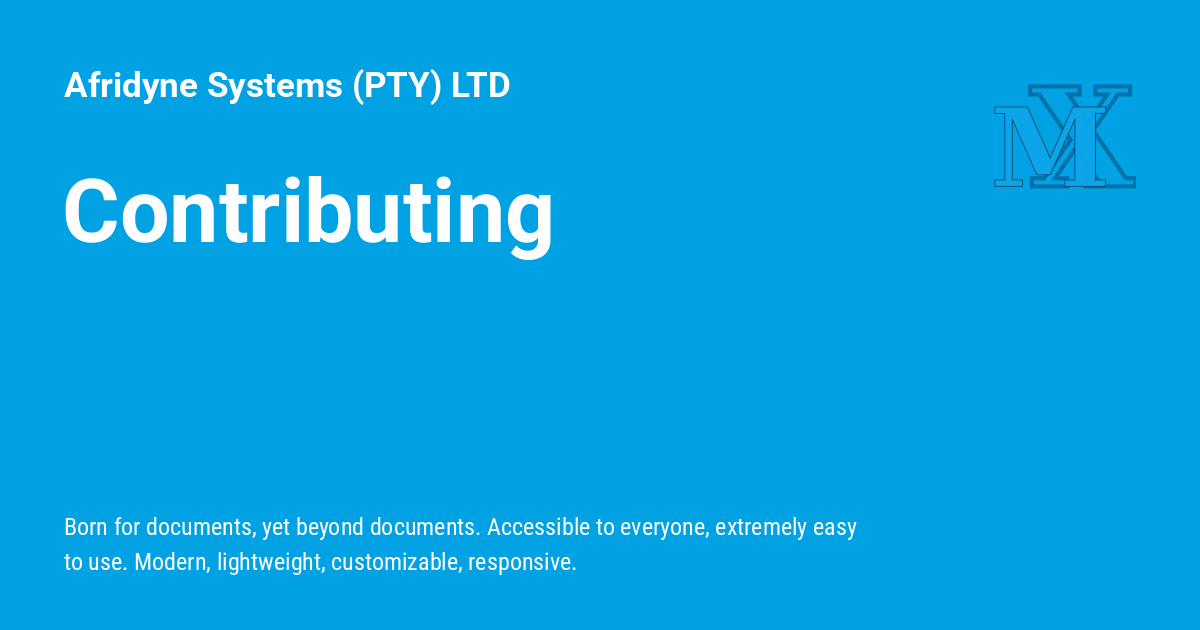 Afridyne Systems (PTY) LTD
MX
Contributing
Born for documents, yet beyond documents. Accessible to everyone, extremely easy
to use. Modern, lightweight, customizable, responsive.